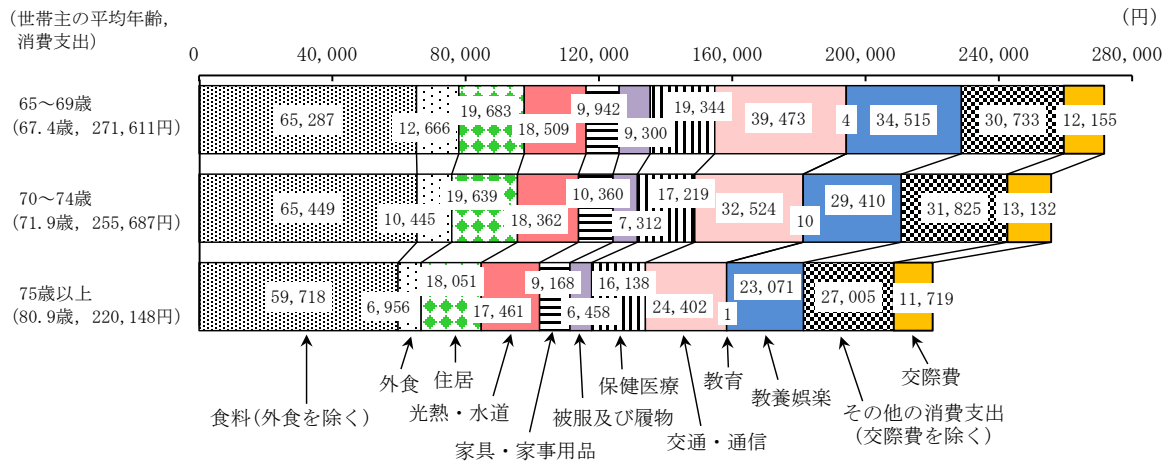 (世帯主の平均年齢,
消費支出)
(円)
0 40,000 80,000 120,000 160,000 200,000 240,000 280,000
65～69歳
(67.4歳, 271,611円)
65,287 12,666 19,683 18,509 9,942 9,300 19,344 39,473 4 34,515 30,733 12,155
70～74歳
(71.9歳, 255,687円)
65,449 10,445 19,639 18,362 10,360 7,312 17,219 32,524 10 29,410 31,825 13,132
75歳以上
(80.9歳, 220,148円)
59,718 6,956 18,051 17,461 9,168 6,458 16,138 24,402 1 23,071 27,005 11,719
食料(外食を除く)
外食
住居
光熱・水道
家具・家事用品
被服及び履物
保健医療
交通・通信
教育
教養娯楽
その他の消費支出
(交際費を除く)
交際費